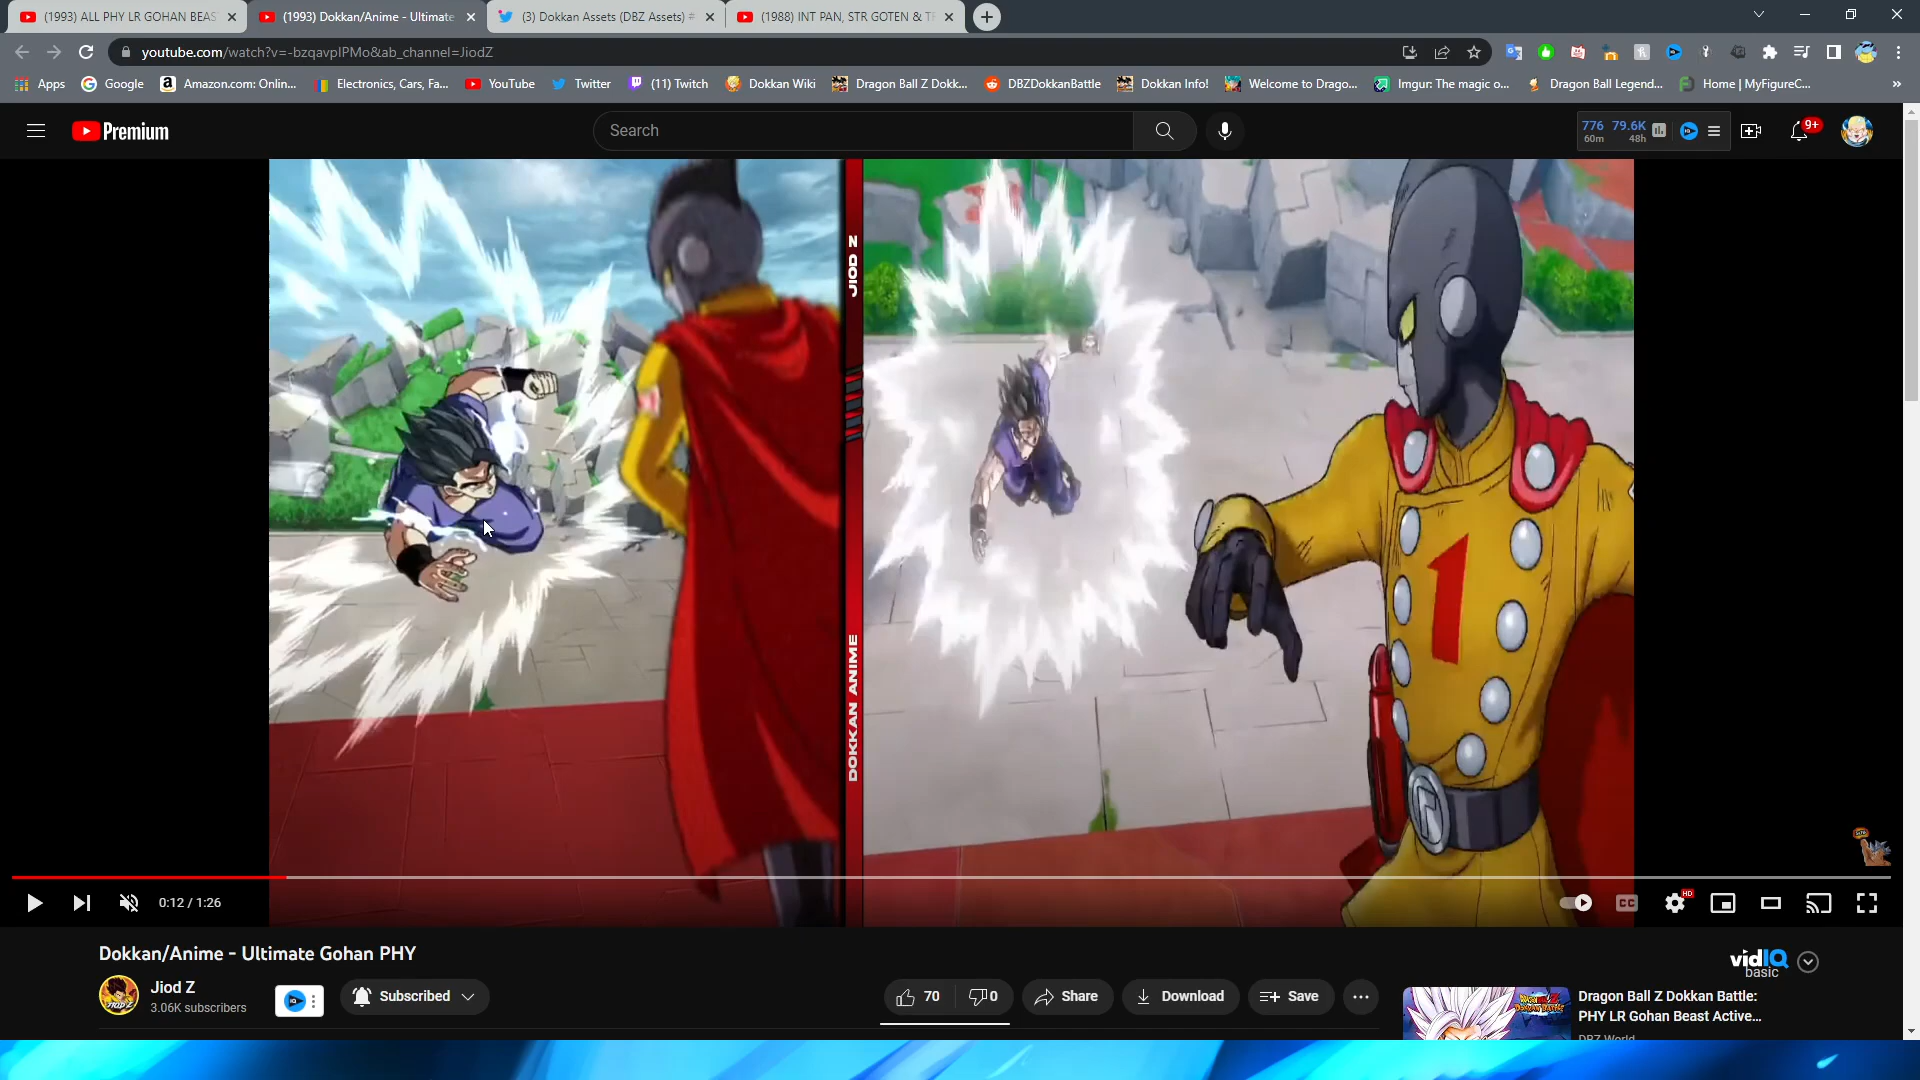 (1993) ALL PHY LR GOHAN BEAS
(1993) Dokkan/Anime - Ultimate
(3) Dokkan Assets (DBZ Assets) #
(1988) INT PAN, STR GOTEN & TR
youtube.com/watch?v=-bzqavpIPMo&ab_channel=JiodZ
Apps
Google
Amazon.com: Onlin...
Electronics, Cars, Fa...
YouTube
Twitter
(11) Twitch
Dokkan Wiki
Dragon Ball Z Dokk...
DBZDokkanBattle
Dokkan Info!
Welcome to Drago...
Imgur: The magic o...
Dragon Ball Legend...
Home | MyFigureC...
Premium
Search
776 79.6K
60m 48h
9+
JIOD Z
DOKKAN ANIME
1
0:12 / 1:26
CC
HD
Dokkan/Anime - Ultimate Gohan PHY
Jiod Z
3.06K subscribers
Subscribed
70
0
Share
Download
Save
vidIQ
basic
Dragon Ball Z Dokkan Battle:
PHY LR Gohan Beast Active...
DBZ World